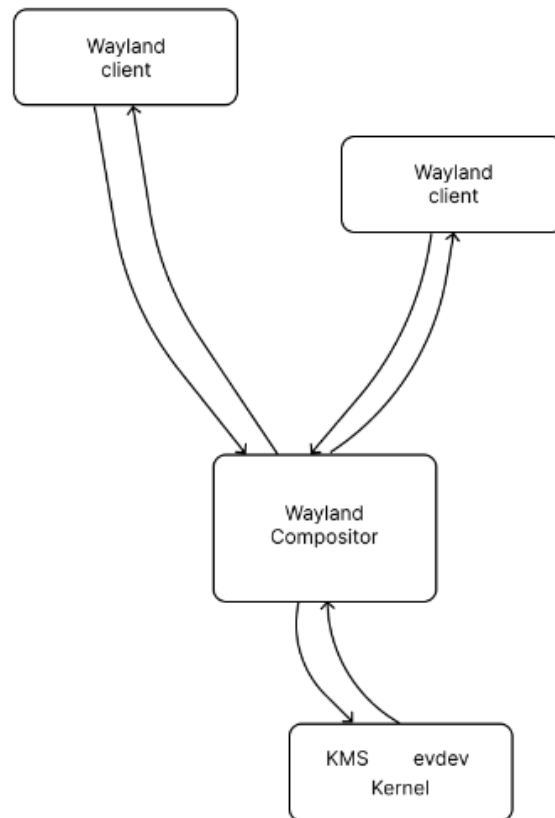 Wayland
client
Wayland
client
Wayland
Compositor
KMS evdev
Kernel